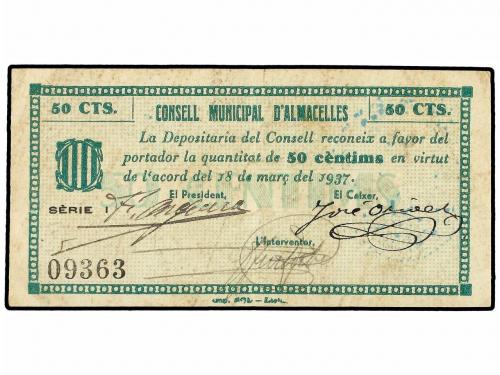 50 CTS. CONSELL MUNICIPAL D'ALMACELLES 50 CTS.
La Depositaria del Consell reconeix a favor del
portador la quantitat de 50 cèntims en virtut
de l'acord del 18 de març del 1937.
El President, El Caixer,
SÈRIE I
L'Interventor,
09363